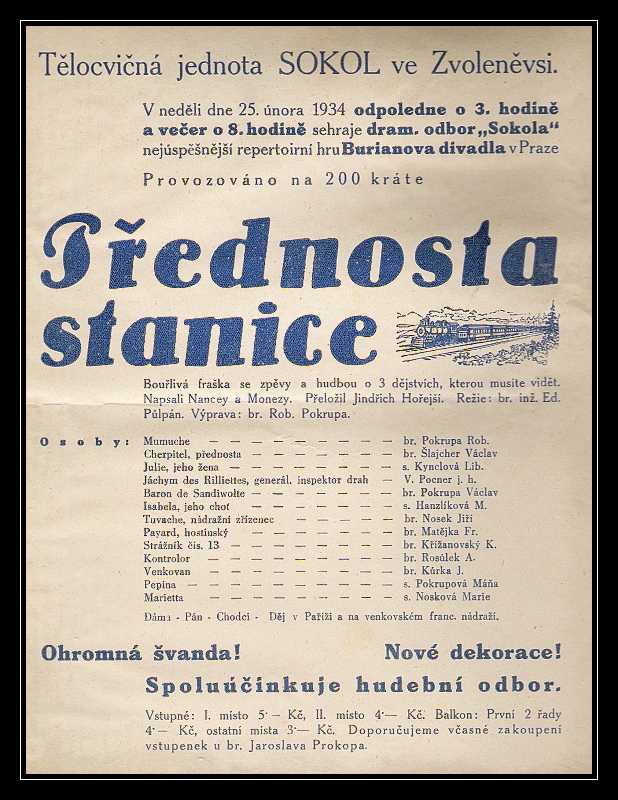 Tělocvičná jednota SOKOL ve Zvoleněvsi.
V neděli dne 25. února 1934 odpoledne o 3. hodině
a večer o 8. hodině sehraje dram. odbor „Sokola“
nejúspěšnější repertoirní hru Burianova divadla v Praze
Provozováno na 200 kráte
Přednosta
stanice
Bouřlivá fraška se zpěvy a hudbou o 3 dějstvích, kterou musíte vidět.
Napsali Nancey a Monezy. Přeložil Jindřich Hořejší. Režie: br. inž. Ed.
Půlpán. Výprava: br. Rob. Pokrupa.
Osoby: Mumuche — — — — — — — — — br. Pokrupa Rob.
Cherpitel, přednosta — — — — — — — br. Šlajcher Václav
Julie, jeho žena — — — — — — — — s. Kynclová Lib.
Jáchym des Rilliettes, generál. inspektor drah — V. Pocner j. h.
Baron de Sandiwolte — — — — — — — br. Pokrupa Václav
Isabela, jeho choť — — — — — — — s. Hanzlíková M.
Tuvache, nádražní zřízenec — — — — — br. Nosek Jiří
Payard, hostinský — — — — — — — br. Matějka Fr.
Strážník čís. 13 — — — — — — — — br. Křížanovský K.
Kontrolor — — — — — — — — — br. Rosůlek A.
Venkovan — — — — — — — — — br. Kůrka J.
Pepina — — — — — — — — — — s. Pokrupová Máňa
Marietta — — — — — — — — — s. Nosková Marie
Dáma - Pán - Chodci - Děj v Paříži a na venkovském franc. nádraží.
Ohromná švanda! Nové dekorace!
Spoluúčinkuje hudební odbor.
Vstupné: I. místo 5·— Kč, II. místo 4·— Kč. Balkon: První 2 řady
4·— Kč, ostatní místa 3·— Kč. Doporučujeme včasné zakoupení
vstupenek u br. Jaroslava Prokopa.